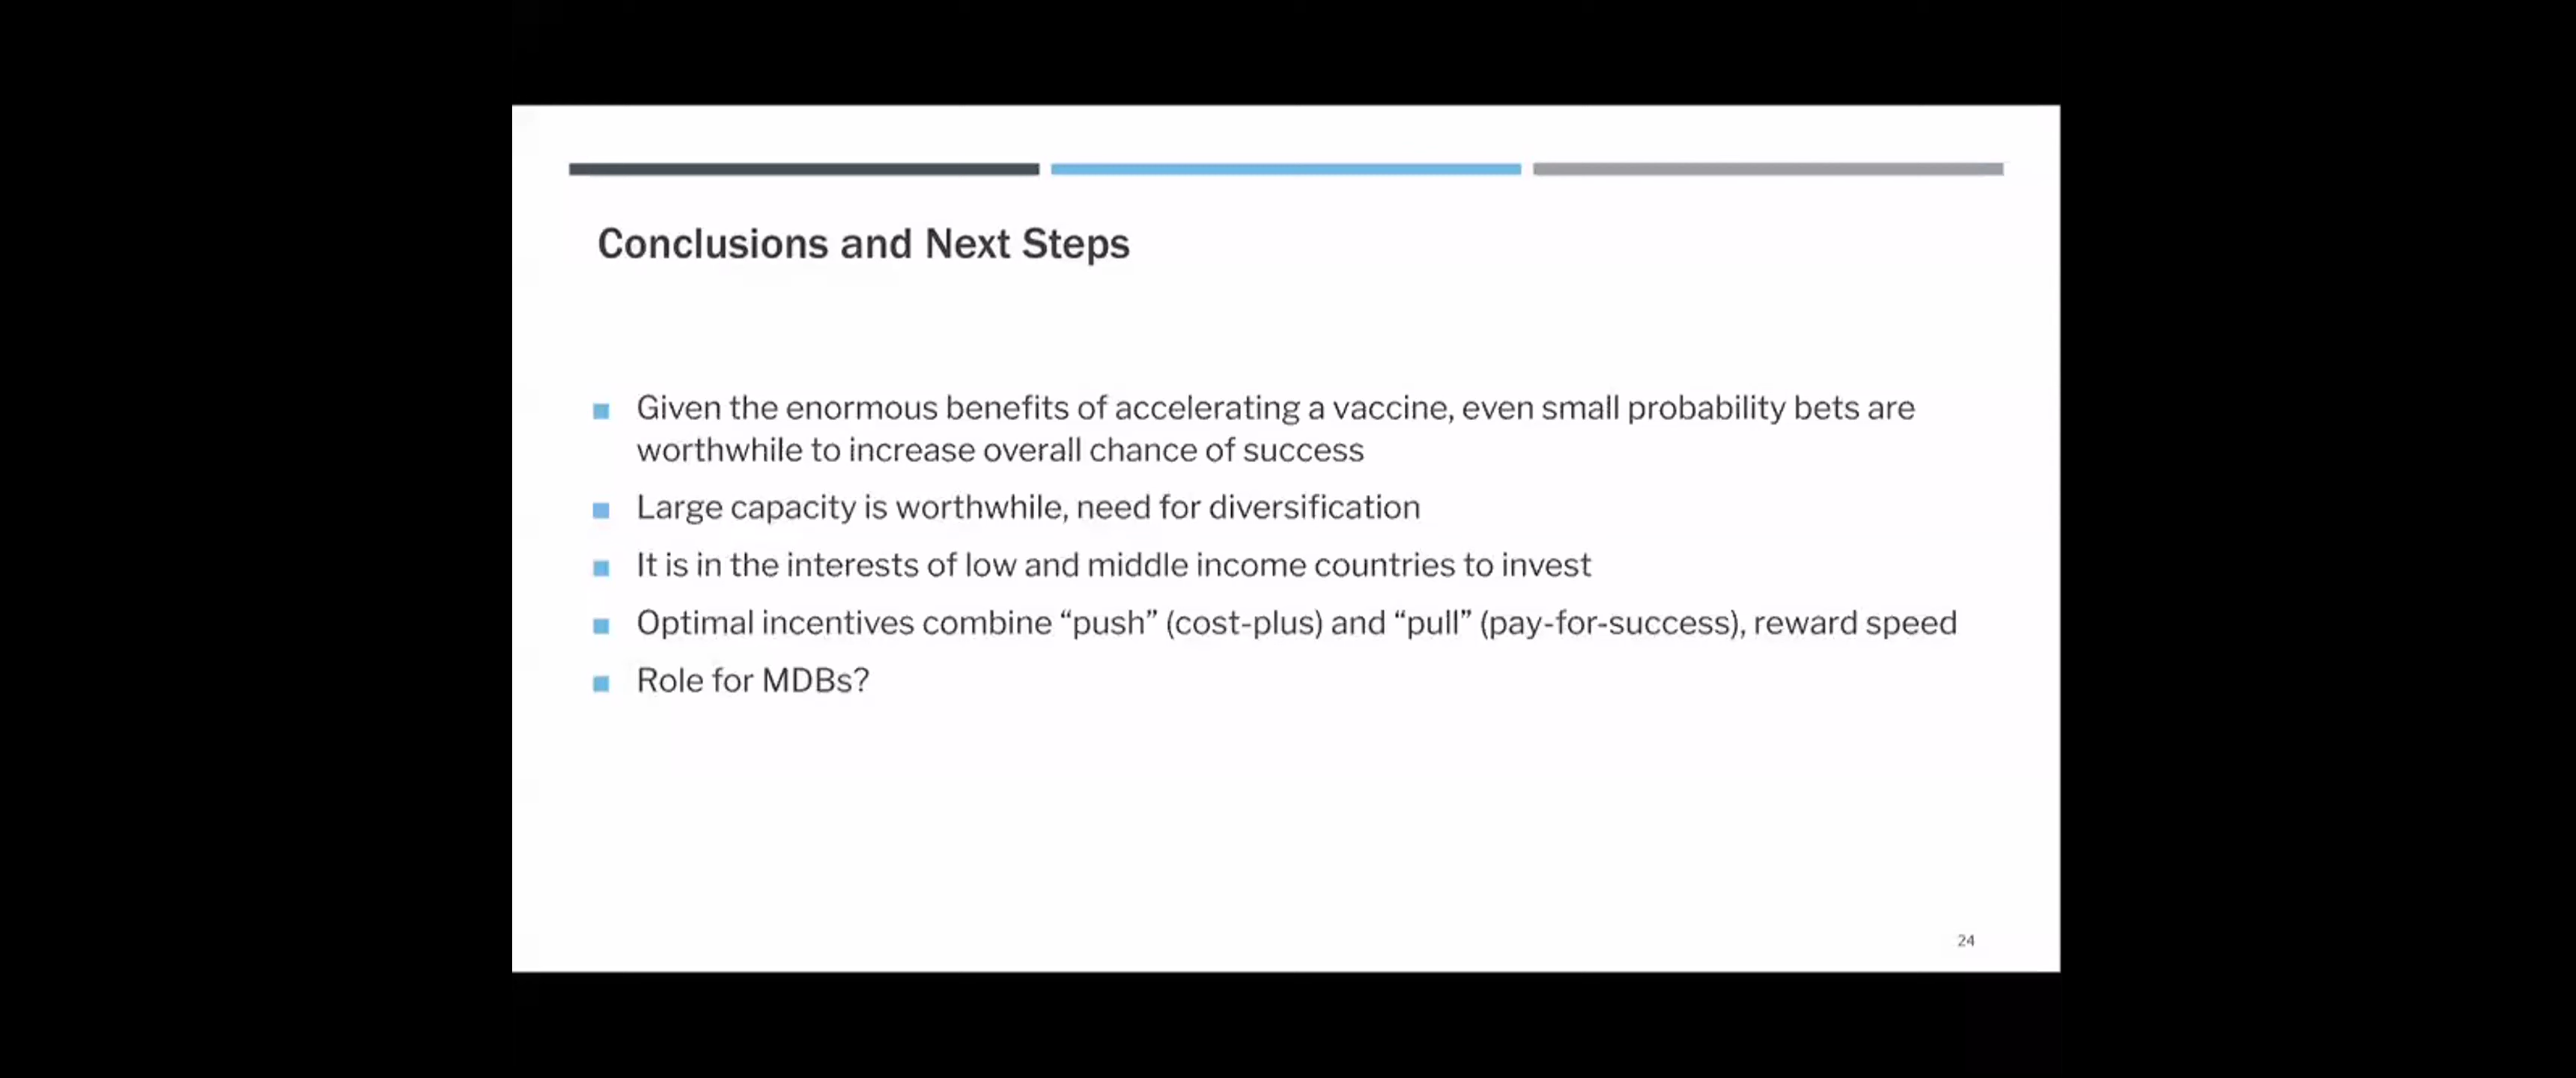 Conclusions and Next Steps
Given the enormous benefits of accelerating a vaccine, even small probability bets are
worthwhile to increase overall chance of success
Large capacity is worthwhile, need for diversification
It is in the interests of low and middle income countries to invest
Optimal incentives combine “push” (cost-plus) and “pull” (pay-for-success), reward speed
Role for MDBs?
24